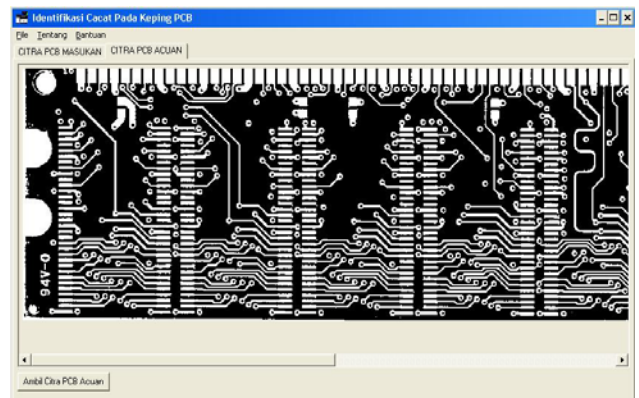 Identifikasi Cacat Pada Keping PCB
File Tentang Bantuan
CITRA PCB MASUKAN CITRA PCB ACUAN
94V-0
Ambil Citra PCB Acuan